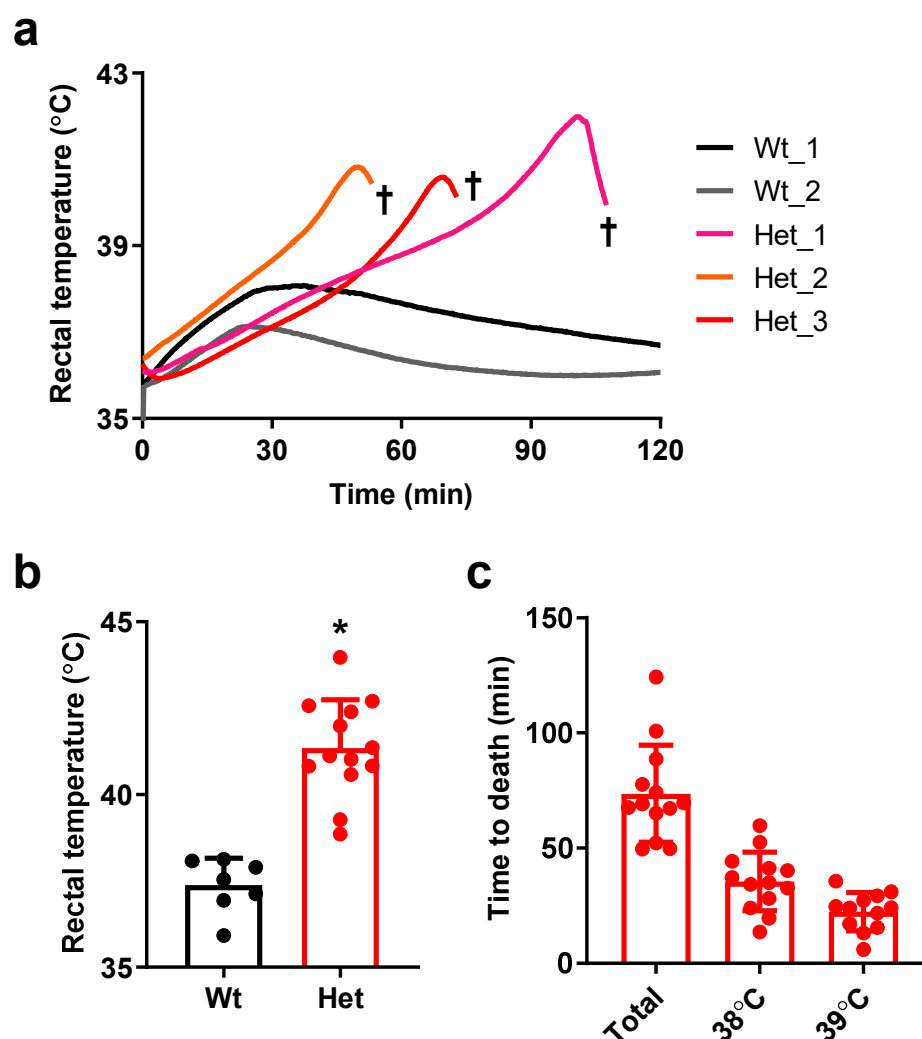 a
Rectal temperature (°C)
43
39
35
0 30 60 90 120
Time (min)
Wt_1
Wt_2
Het_1
Het_2
Het_3
†
†
†
b
Rectal temperature (°C)
45
40
35
*
Wt Het
c
Time to death (min)
150
100
50
0
Total 38°C 39°C